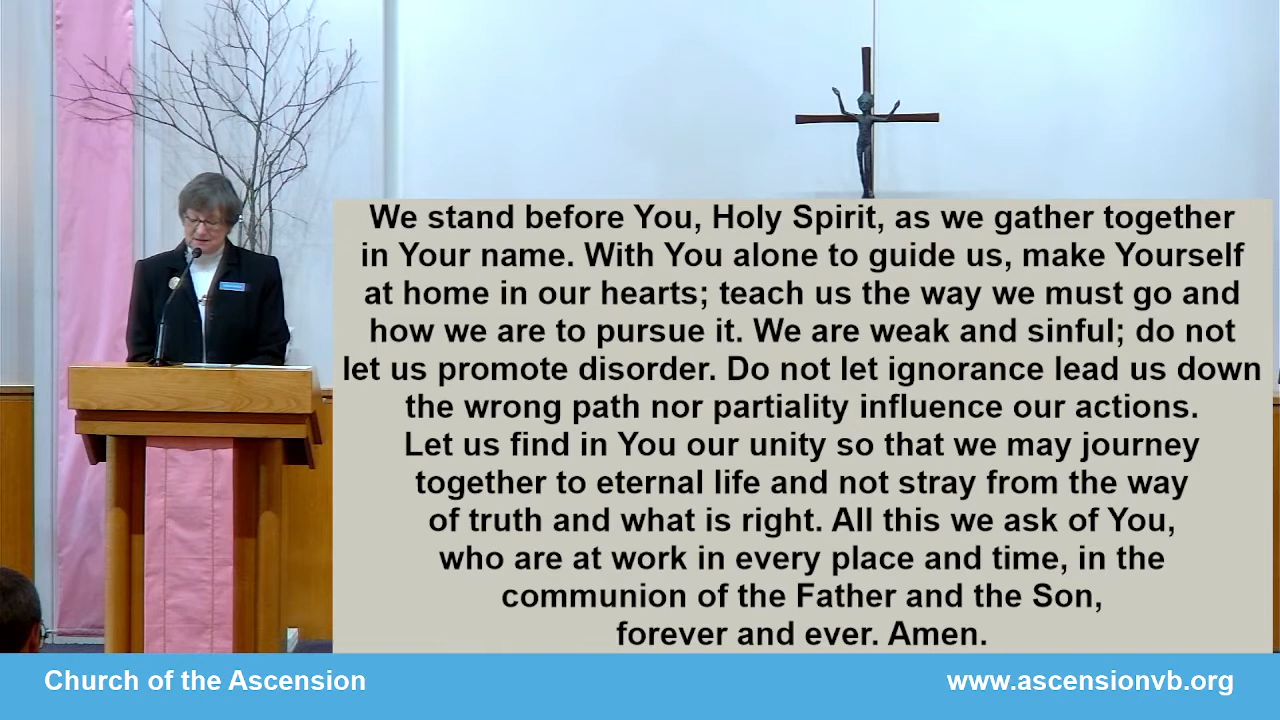 We stand before You, Holy Spirit, as we gather together
in Your name. With You alone to guide us, make Yourself
at home in our hearts; teach us the way we must go and
how we are to pursue it. We are weak and sinful; do not
let us promote disorder. Do not let ignorance lead us down
the wrong path nor partiality influence our actions.
Let us find in You our unity so that we may journey
together to eternal life and not stray from the way
of truth and what is right. All this we ask of You,
who are at work in every place and time, in the
communion of the Father and the Son,
forever and ever. Amen.
Church of the Ascension
www.ascensionvb.org